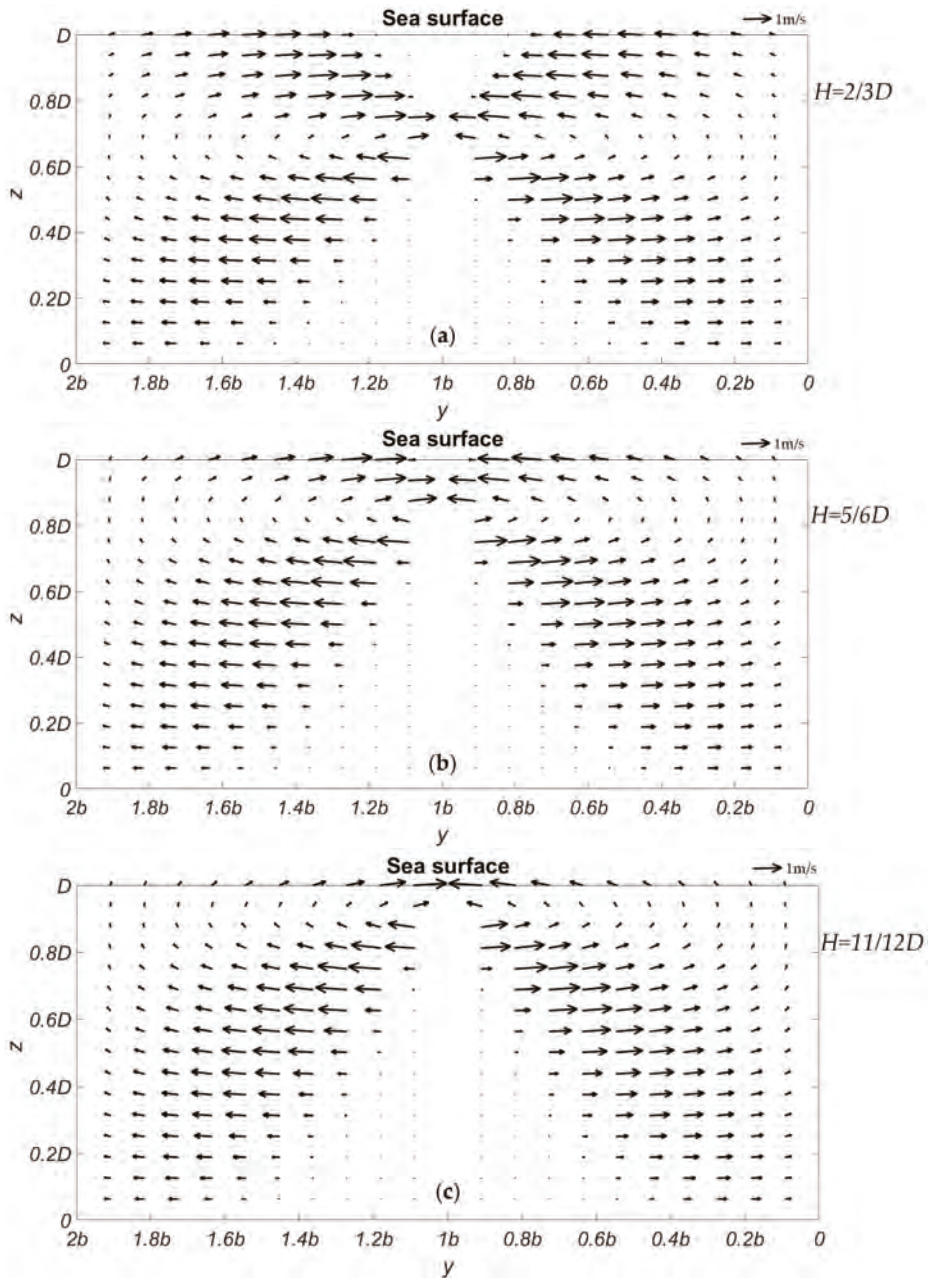 Sea surface
1m/s
D
0.8D
H=2/3D
0.6D
z
0.4D
0.2D
(a)
0
2b 1.8b 1.6b 1.4b 1.2b 1b 0.8b 0.6b 0.4b 0.2b 0
y
Sea surface
1m/s
D
0.8D
H=5/6D
0.6D
z
0.4D
0.2D
(b)
0
2b 1.8b 1.6b 1.4b 1.2b 1b 0.8b 0.6b 0.4b 0.2b 0
y
Sea surface
1m/s
D
H=11/12D
0.8D
0.6D
z
0.4D
0.2D
(c)
0
2b 1.8b 1.6b 1.4b 1.2b 1b 0.8b 0.6b 0.4b 0.2b 0
y